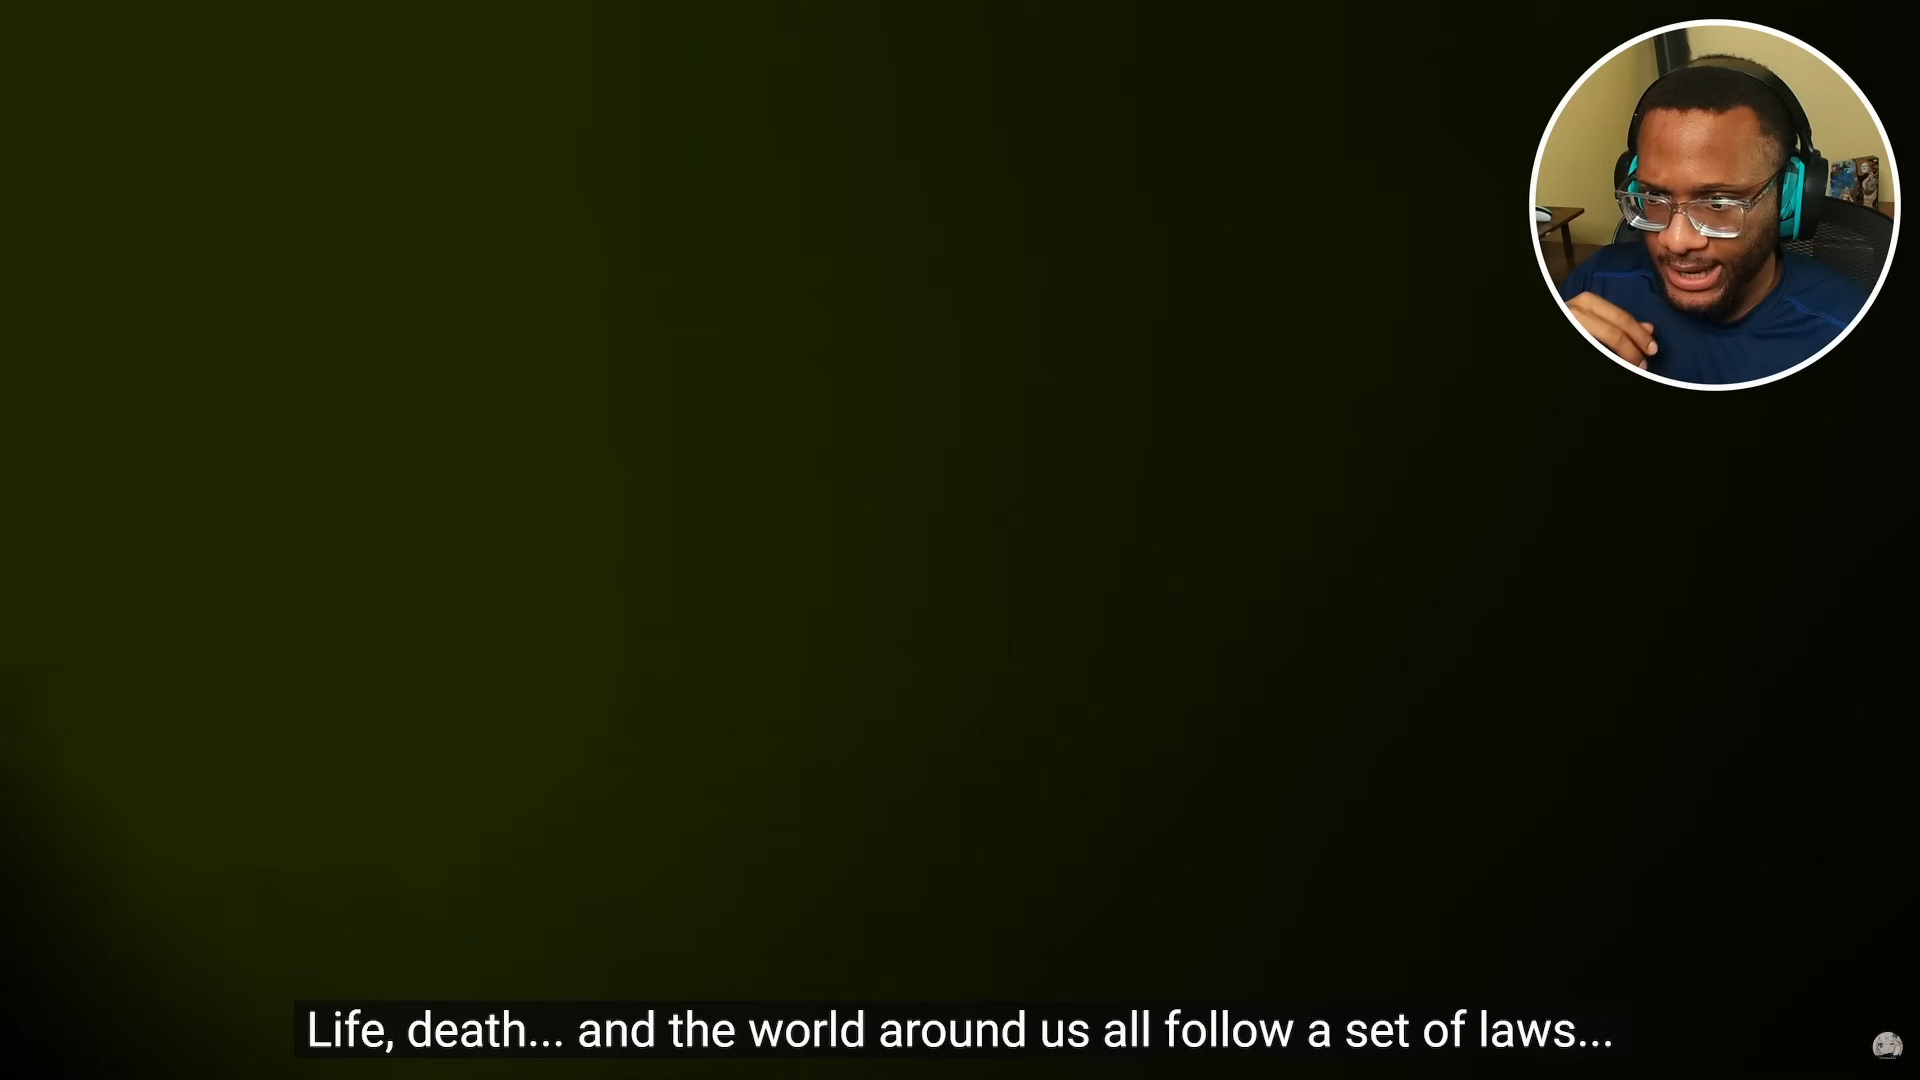 Life, death... and the world around us all follow a set of laws...